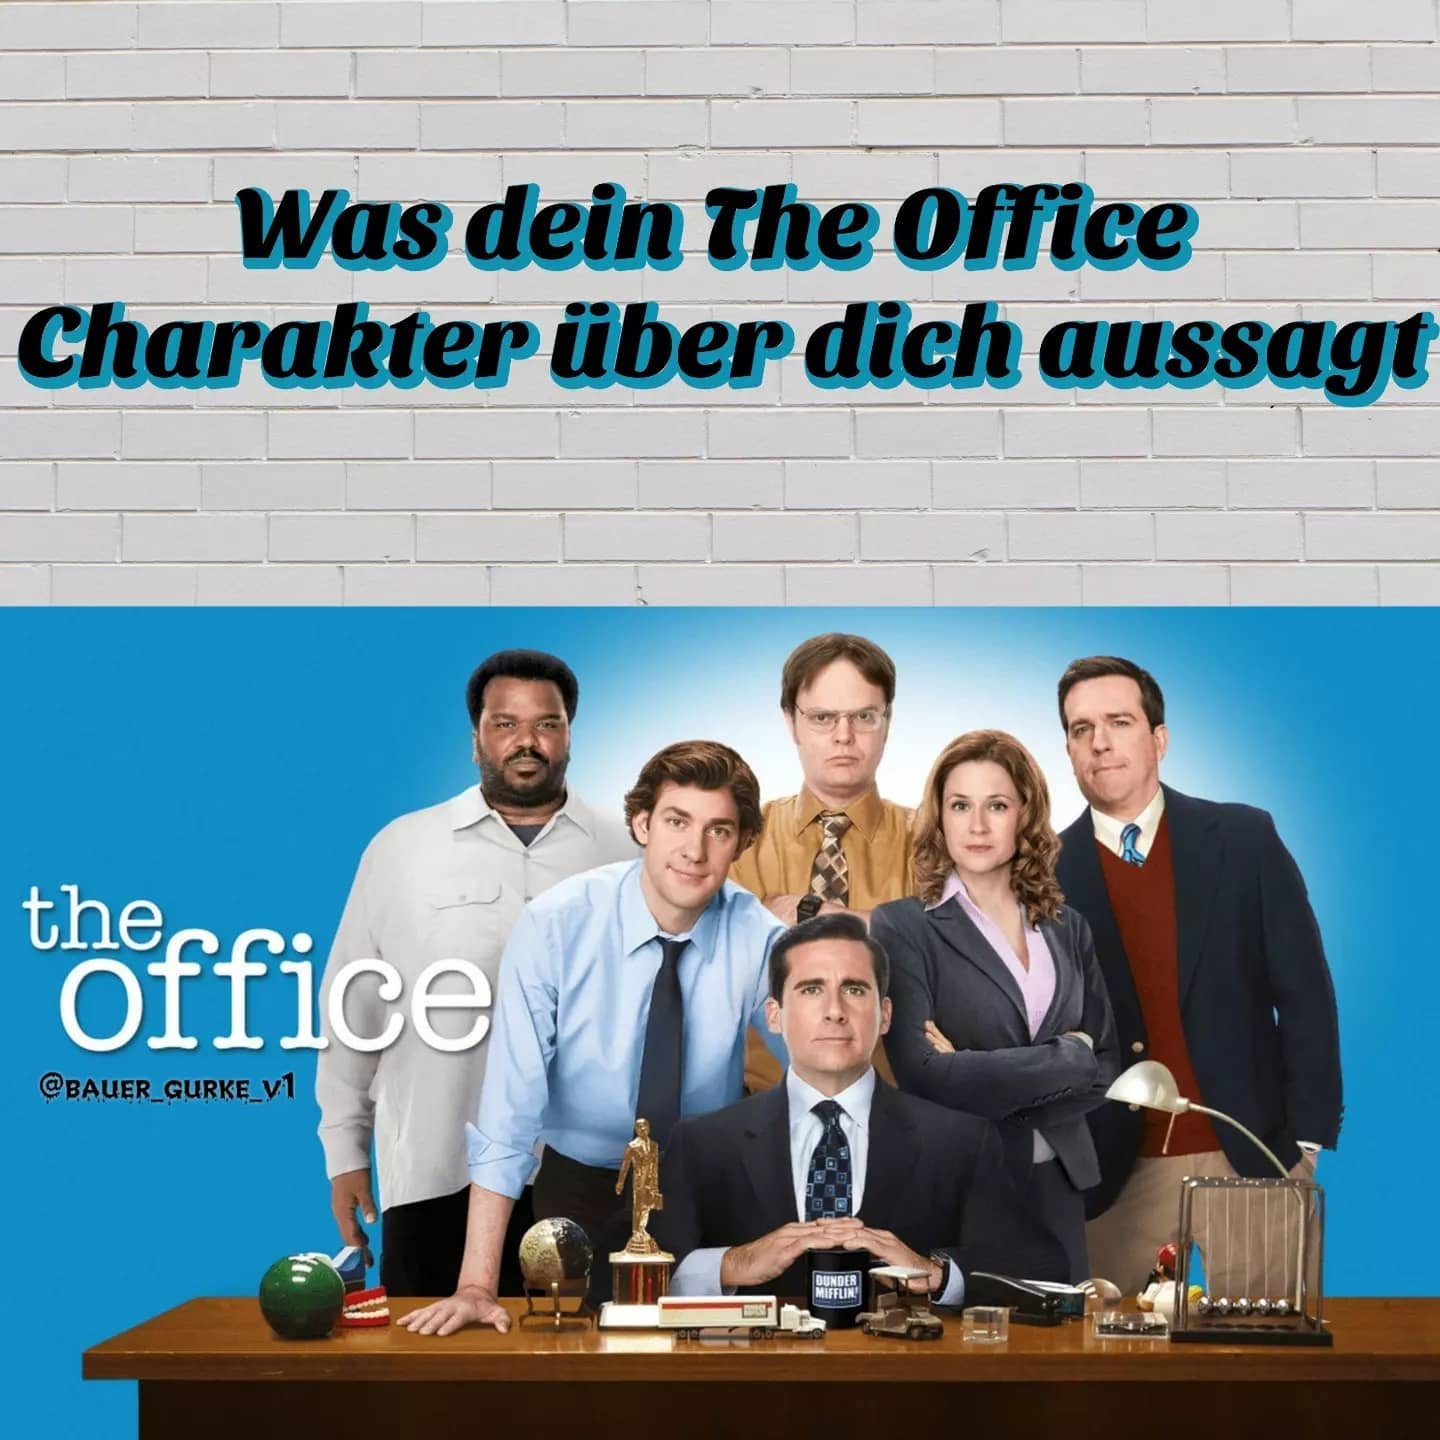 Was dein The Office
Charakter über dich aussagt
the
office
@BAUER_GURKE_V1
DUNDER
MIFFLIN!